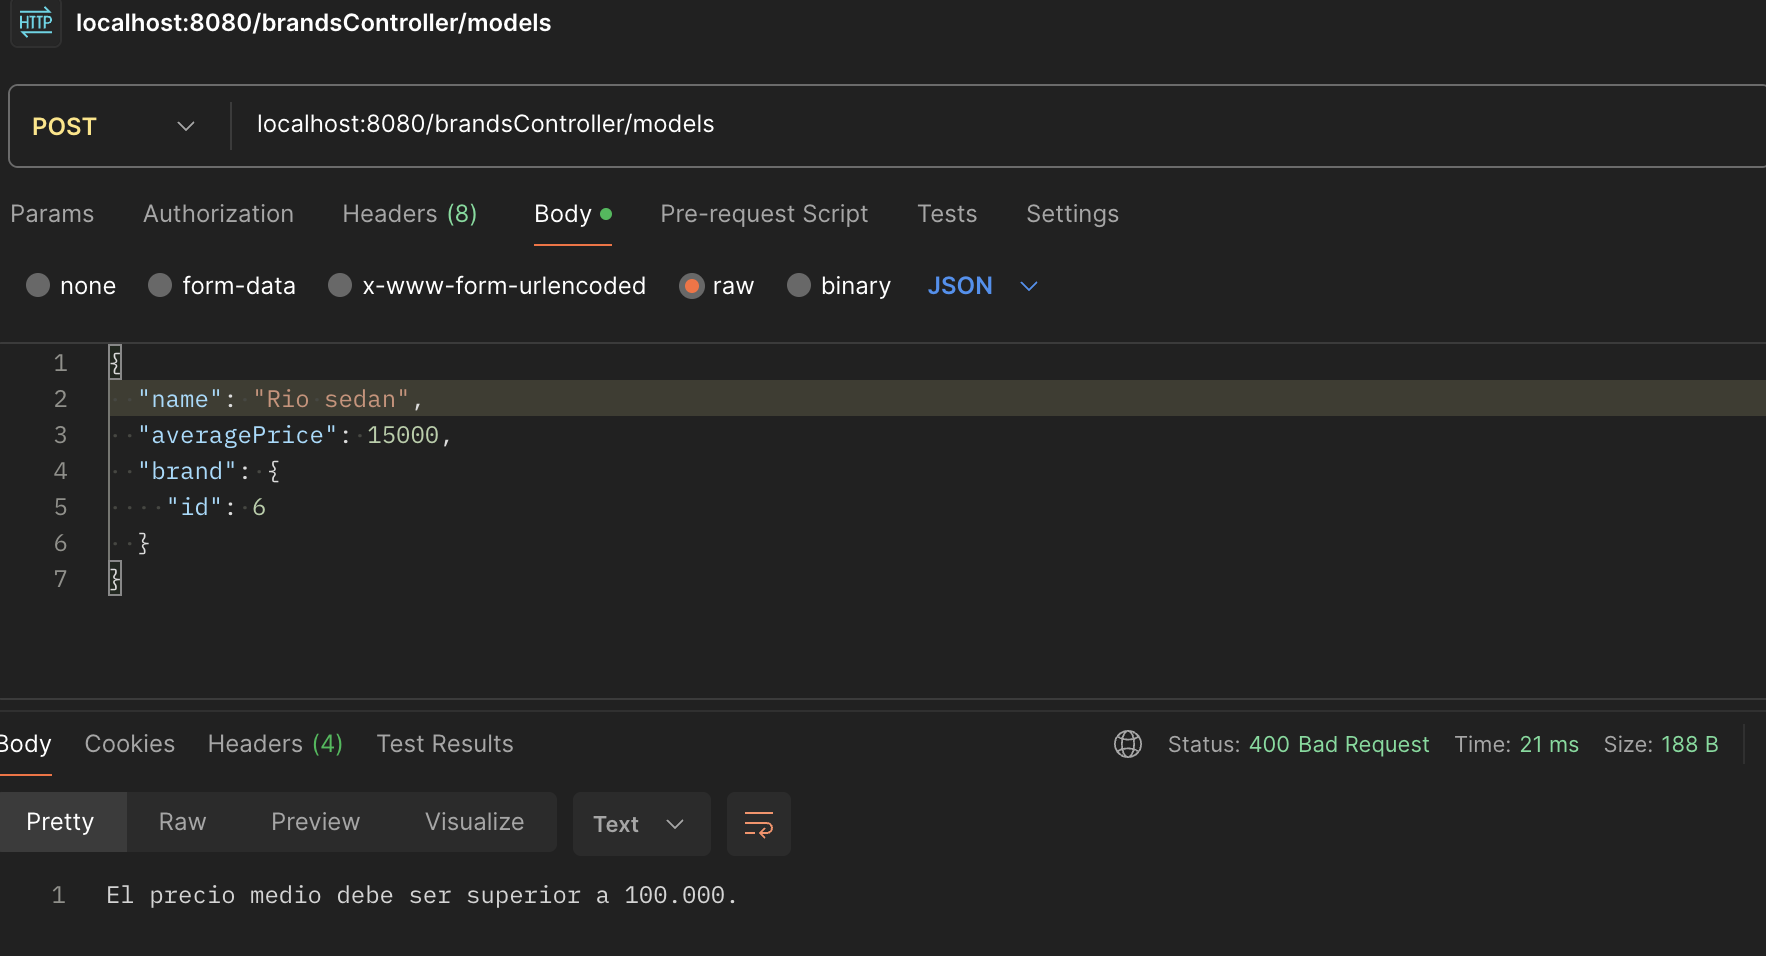 HTTP localhost:8080/brandsController/models
POST localhost:8080/brandsController/models
Params Authorization Headers (8) Body Pre-request Script Tests Settings
none form-data x-www-form-urlencoded raw binary JSON
1 {
2 "name": "Rio sedan",
3 "averagePrice": 15000,
4 "brand": {
5 "id": 6
6 }
7 }
Body Cookies Headers (4) Test Results Status: 400 Bad Request Time: 21 ms Size: 188 B
Pretty Raw Preview Visualize Text
1 El precio medio debe ser superior a 100.000.